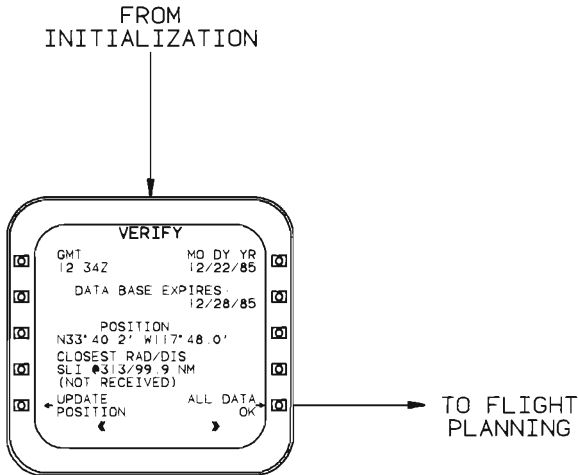 FROM
INITIALIZATION
VERIFY
GMT MO DY YR
12 34Z 12/22/85
DATA BASE EXPIRES:
12/28/85
POSITION
N33°40 2' W117°48.0'
CLOSEST RAD/DIS
SLI @313/99.9 NM
(NOT RECEIVED)
←UPDATE ALL DATA→
POSITION OK
TO FLIGHT
PLANNING